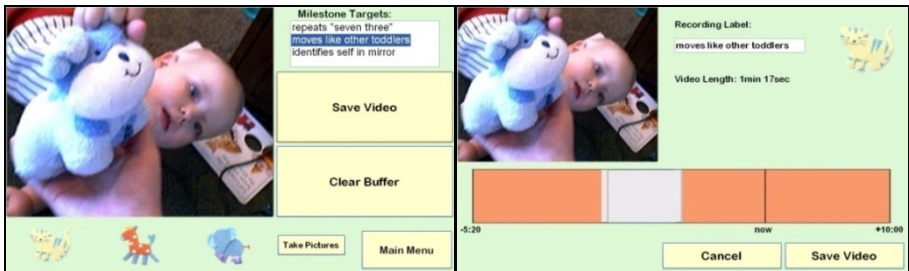 Milestone Targets:
repeats "seven three"
moves like other toddlers
identifies self in mirror
Save Video
Clear Buffer
Take Pictures
Main Menu
Recording Label:
moves like other toddlers
Video Length: 1min 17sec
-5:20
now
+10:00
Cancel
Save Video